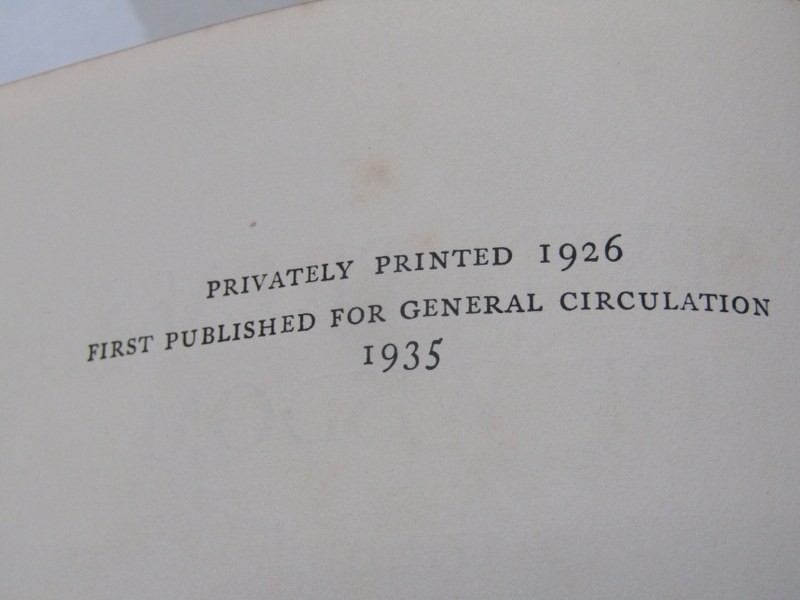 PRIVATELY PRINTED 1926
FIRST PUBLISHED FOR GENERAL CIRCULATION
1935